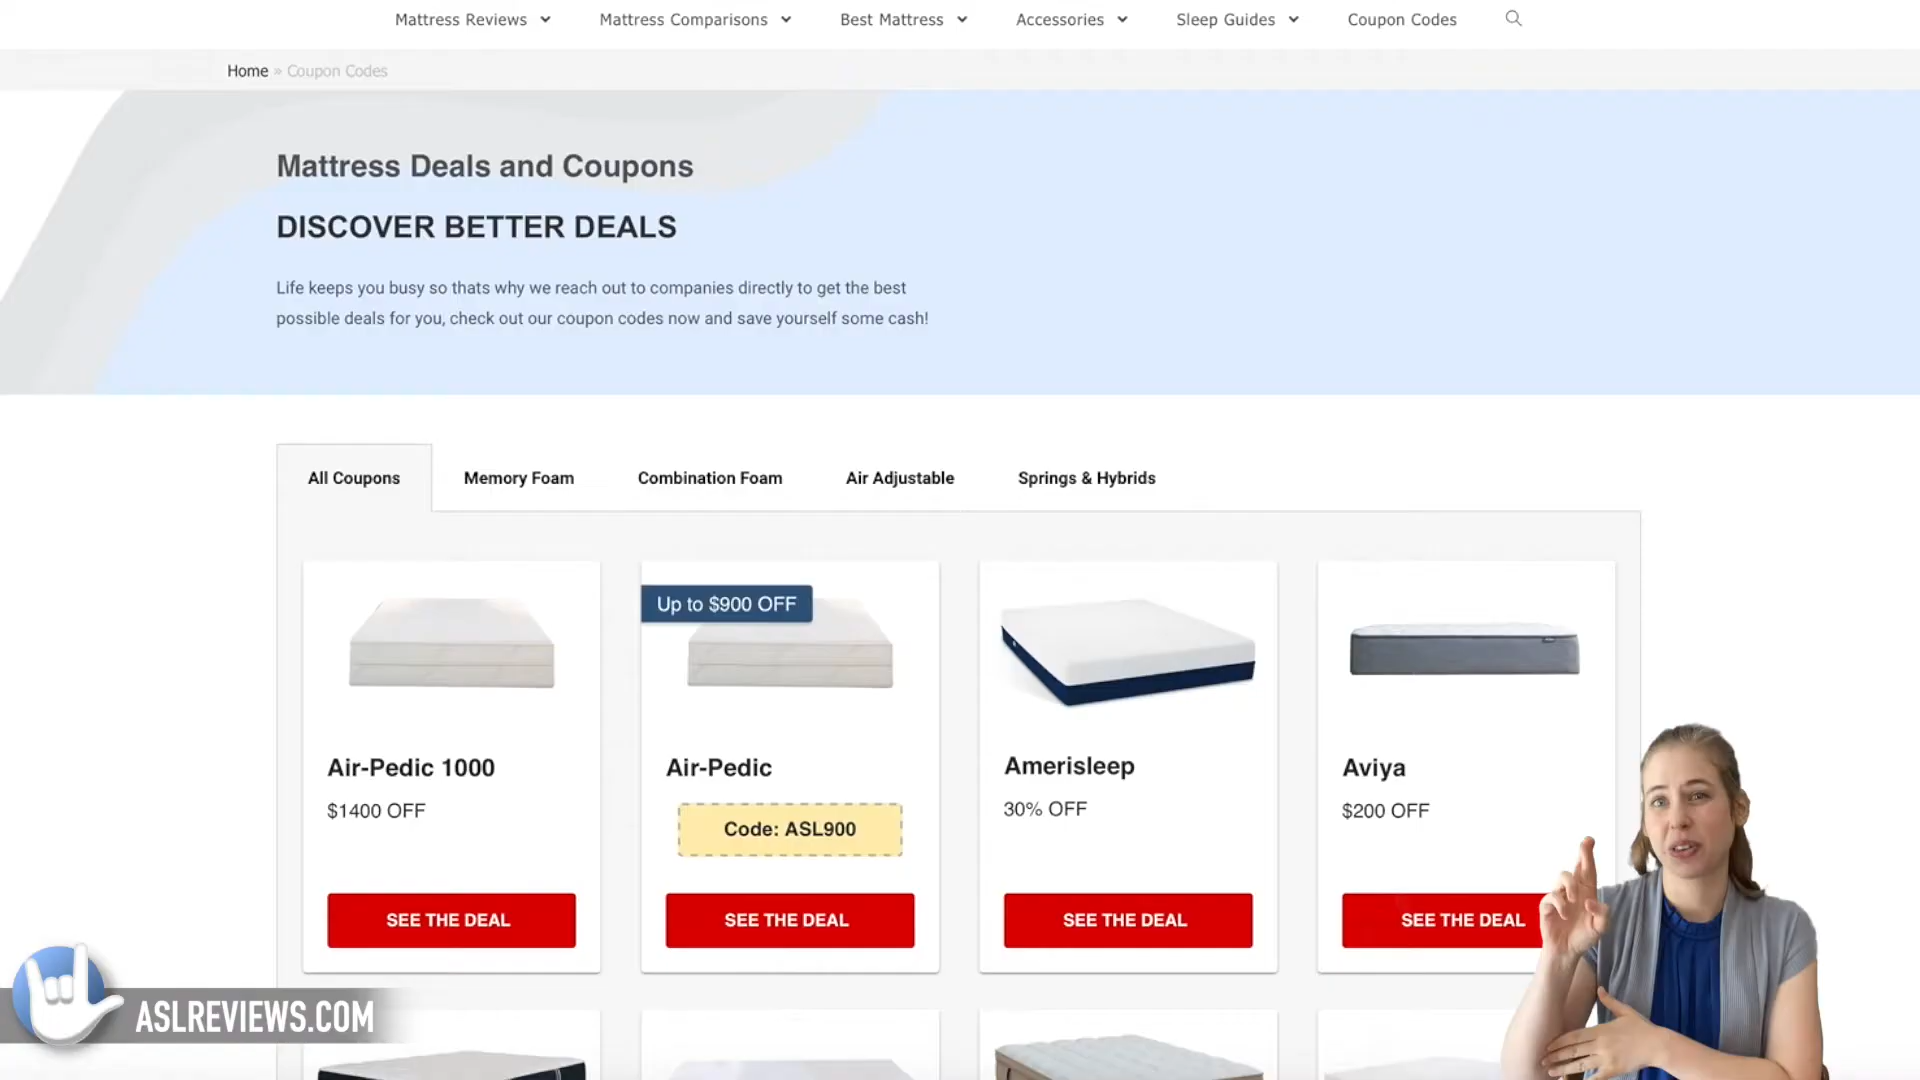 Mattress Reviews
Mattress Comparisons
Best Mattress
Accessories
Sleep Guides
Coupon Codes
Home » Coupon Codes
Mattress Deals and Coupons
DISCOVER BETTER DEALS
Life keeps you busy so thats why we reach out to companies directly to get the best
possible deals for you, check out our coupon codes now and save yourself some cash!
All Coupons
Memory Foam
Combination Foam
Air Adjustable
Springs & Hybrids
Air-Pedic 1000
$1400 OFF
SEE THE DEAL
Up to $900 OFF
Air-Pedic
Code: ASL900
SEE THE DEAL
Amerisleep
30% OFF
SEE THE DEAL
Aviya
$200 OFF
SEE THE DEAL
ASLREVIEWS.COM